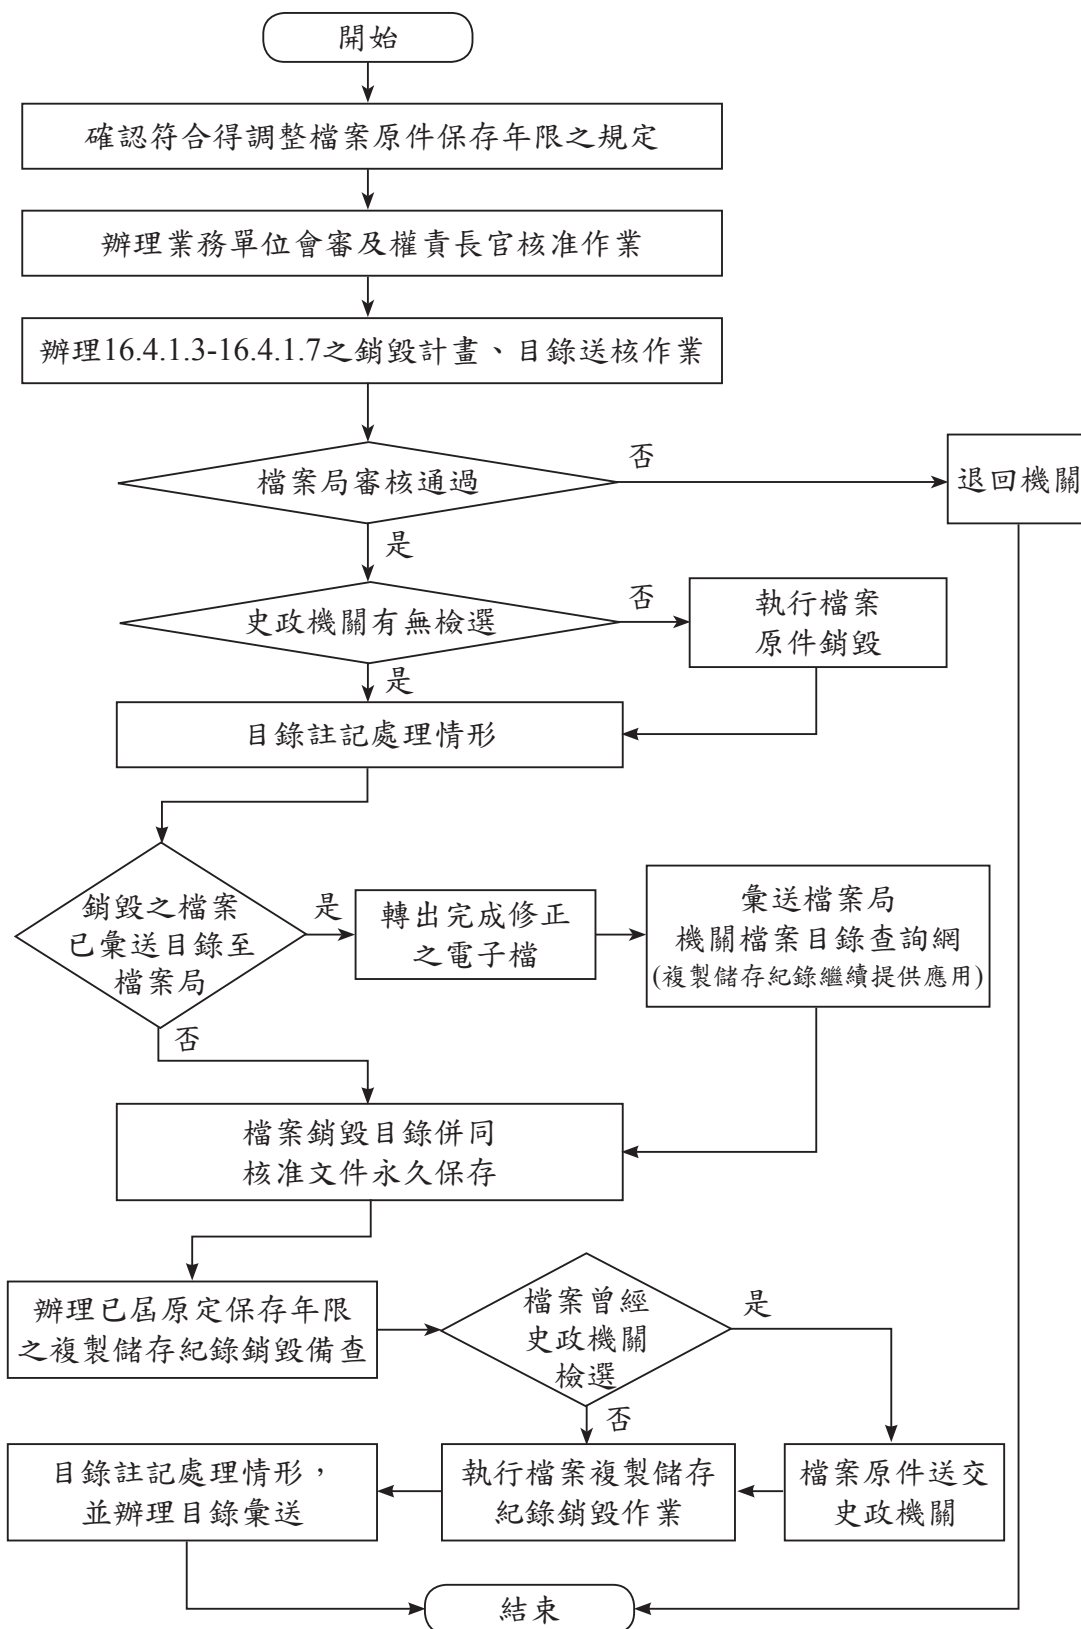 開始
確認符合得調整檔案原件保存年限之規定
辦理業務單位會審及權責長官核准作業
辦理16.4.1.3-16.4.1.7之銷毀計畫、目錄送核作業
檔案局審核通過
否
退回機關
是
史政機關有無檢選
否
執行檔案
原件銷毀
是
目錄註記處理情形
銷毀之檔案
已彙送目錄至
檔案局
是
轉出完成修正
之電子檔
彙送檔案局
機關檔案目錄查詢網
(複製儲存紀錄繼續提供應用)
否
檔案銷毀目錄併同
核准文件永久保存
辦理已屆原定保存年限
之複製儲存紀錄銷毀備查
檔案曾經
史政機關
檢選
是
否
檔案原件送交
史政機關
執行檔案複製儲存
紀錄銷毀作業
目錄註記處理情形，
並辦理目錄彙送
結束